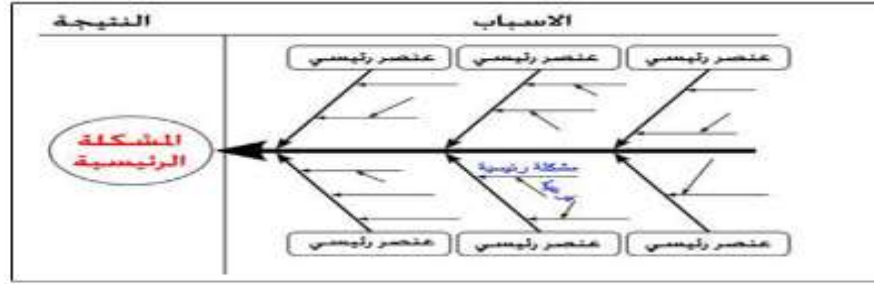 الاسباب
النتيجة
عنصر رئيسي
عنصر رئيسي
عنصر رئيسي
المشكلة
الرئيسية
مشكلة رئيسية
عنصر رئيسي
عنصر رئيسي
عنصر رئيسي